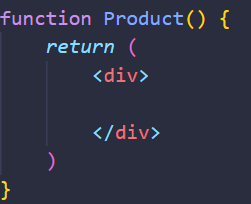 function Product() {
return (
<div>
</div>
)
}